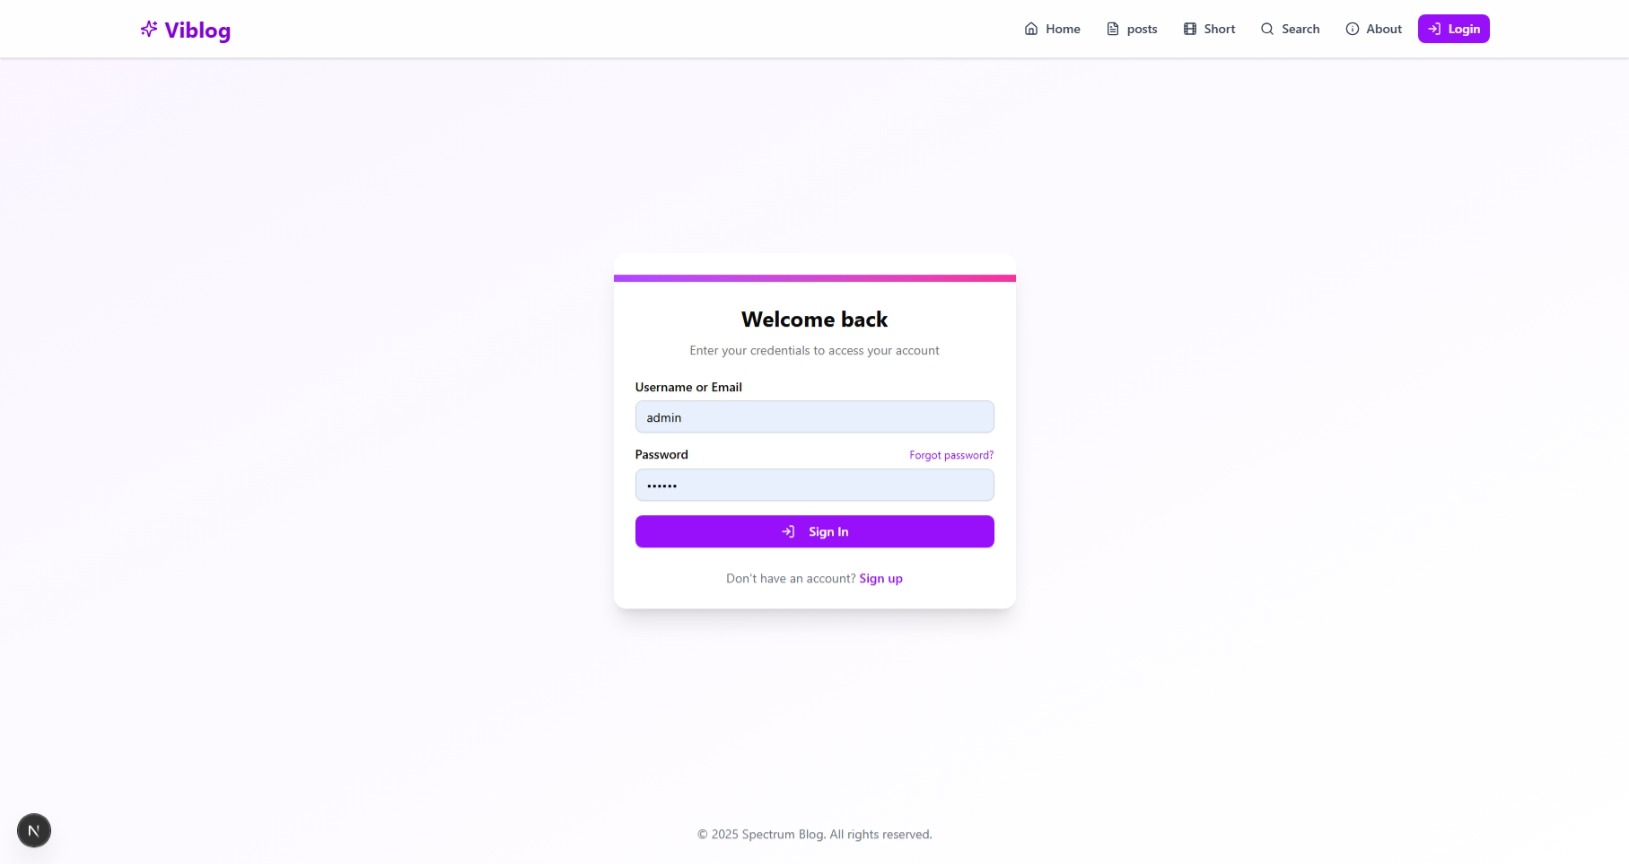 Viblog
Home posts Short Search About Login
Welcome back
Enter your credentials to access your account
Username or Email
admin
Password Forgot password?
••••••
Sign In
Don't have an account? Sign up
N
© 2025 Spectrum Blog. All rights reserved.